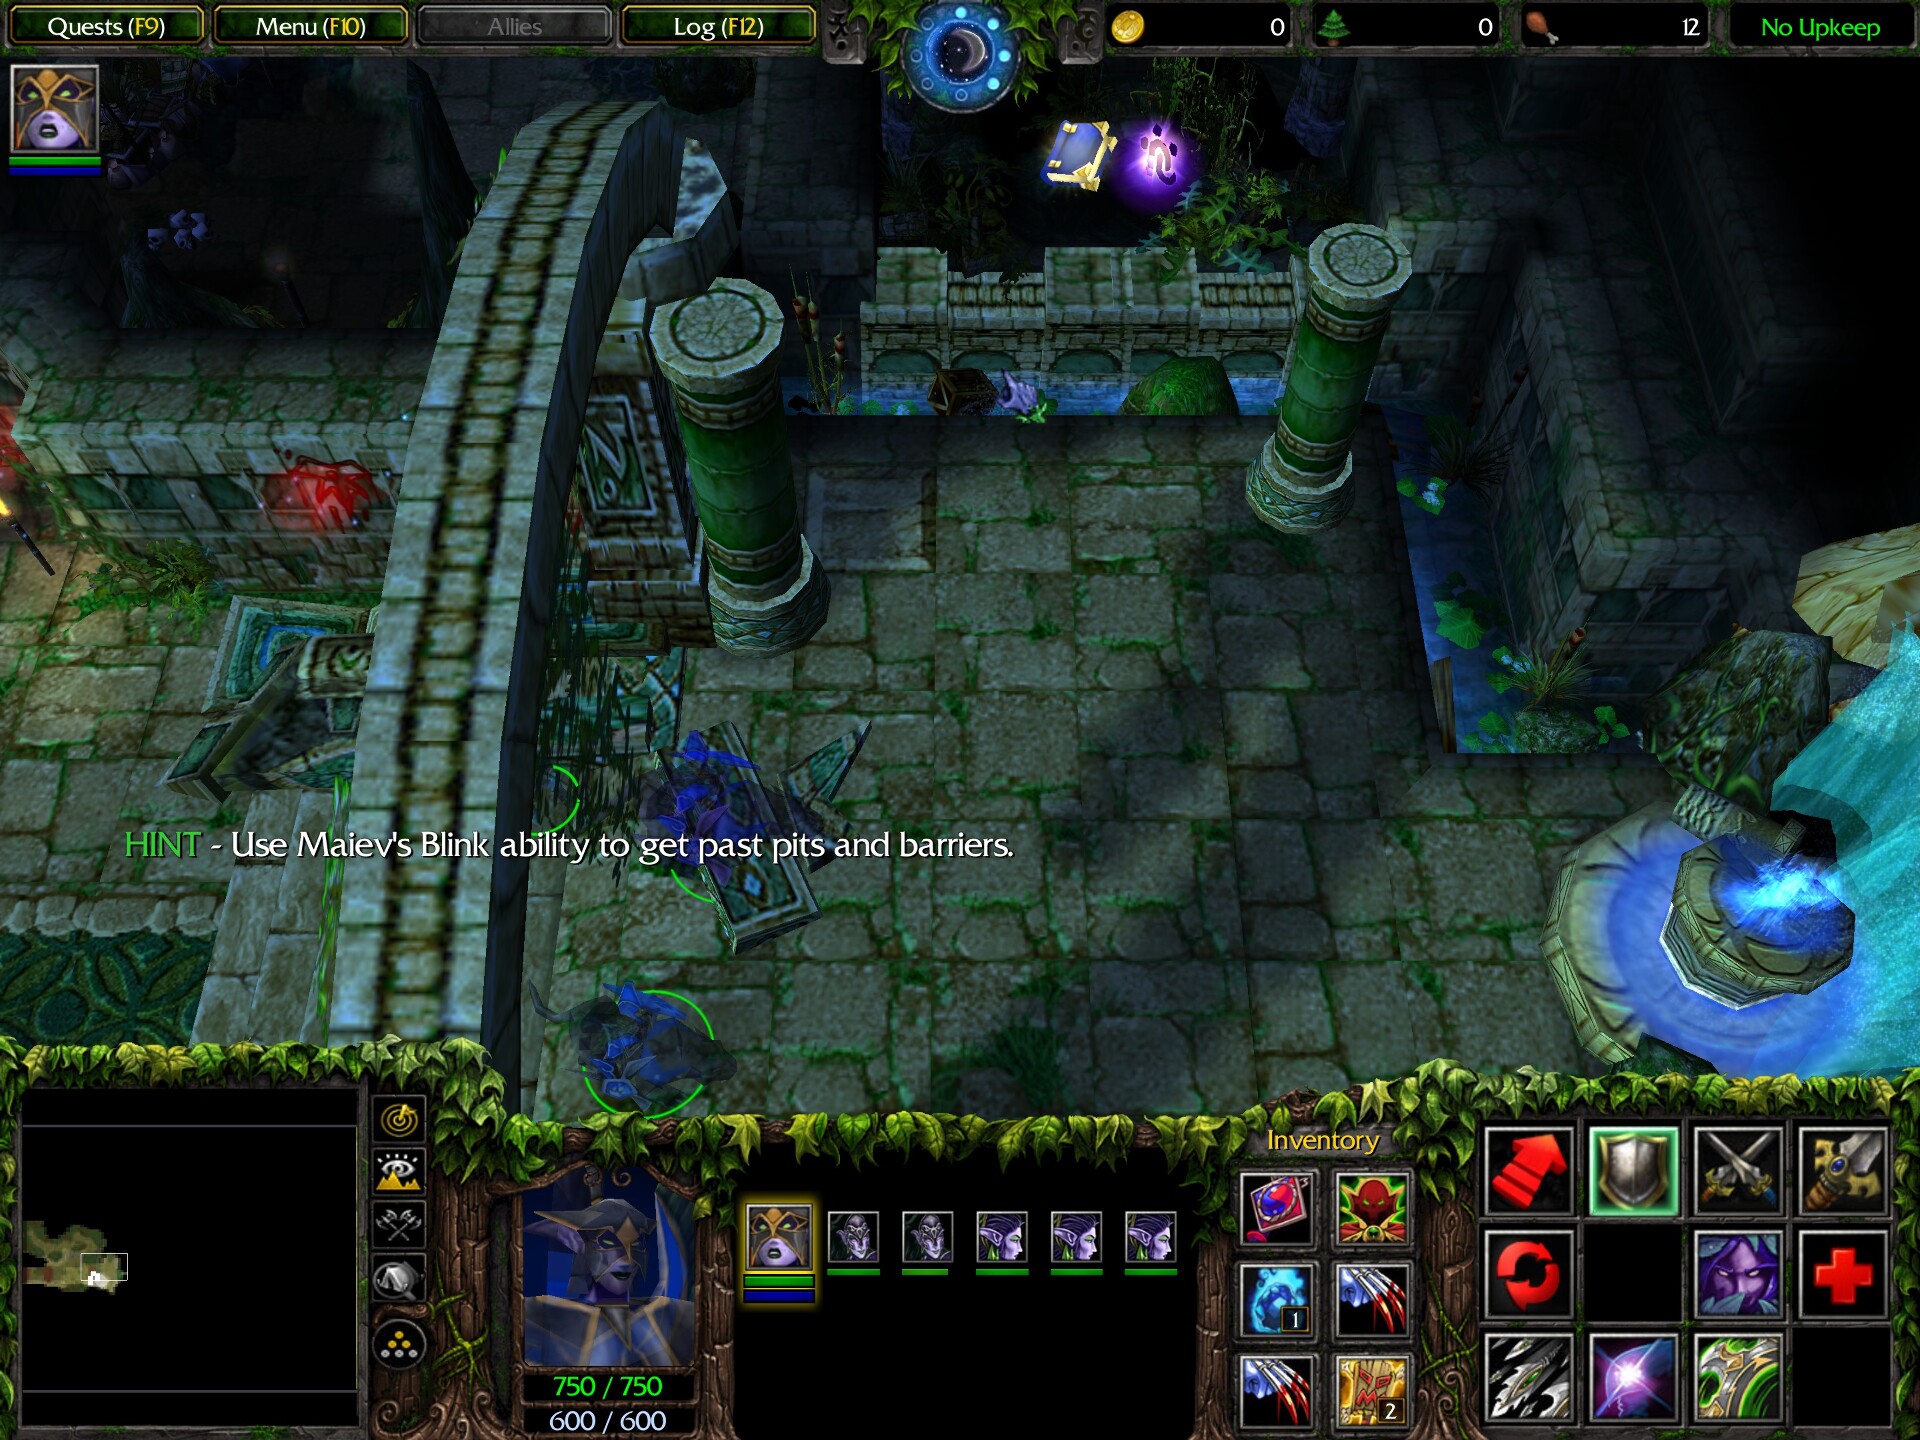 Quests (F9) Menu (F10) Allies Log (F12) 0 0 12 No Upkeep
HINT - Use Maiev's Blink ability to get past pits and barriers.
Inventory
1
750 / 750
600 / 600
2